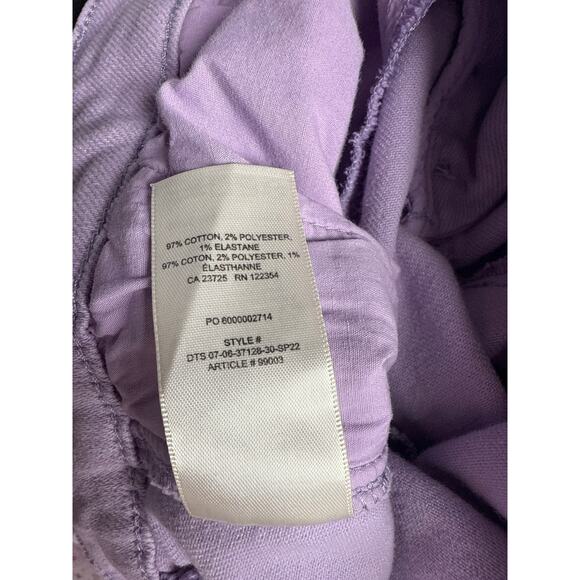 97% COTTON, 2% POLYESTER,
1% ELASTANE
97% COTON, 2% POLYESTER, 1%
ÉLASTHANNE
CA 23725 RN 122354
PO 6000002714
STYLE #
DTS 07-06-37128-30-SP22
ARTICLE # 99003